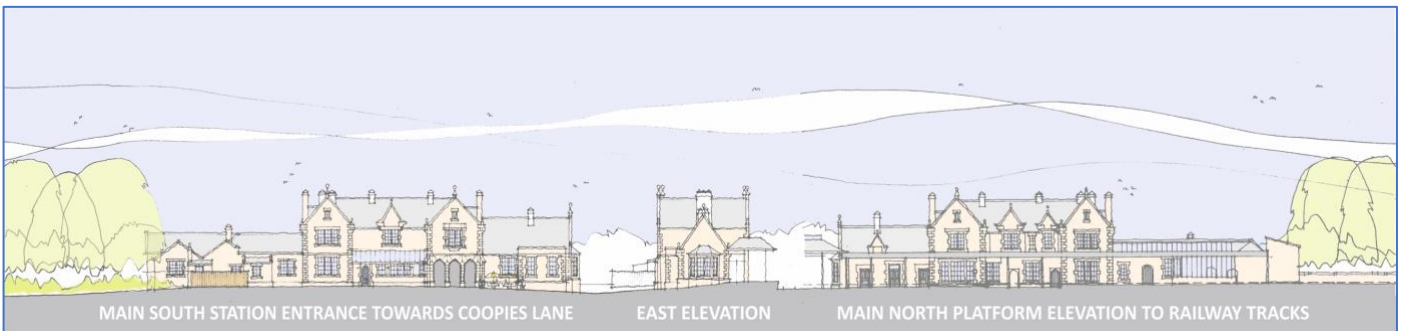 MAIN SOUTH STATION ENTRANCE TOWARDS COOPIES LANE
EAST ELEVATION
MAIN NORTH PLATFORM ELEVATION TO RAILWAY TRACKS